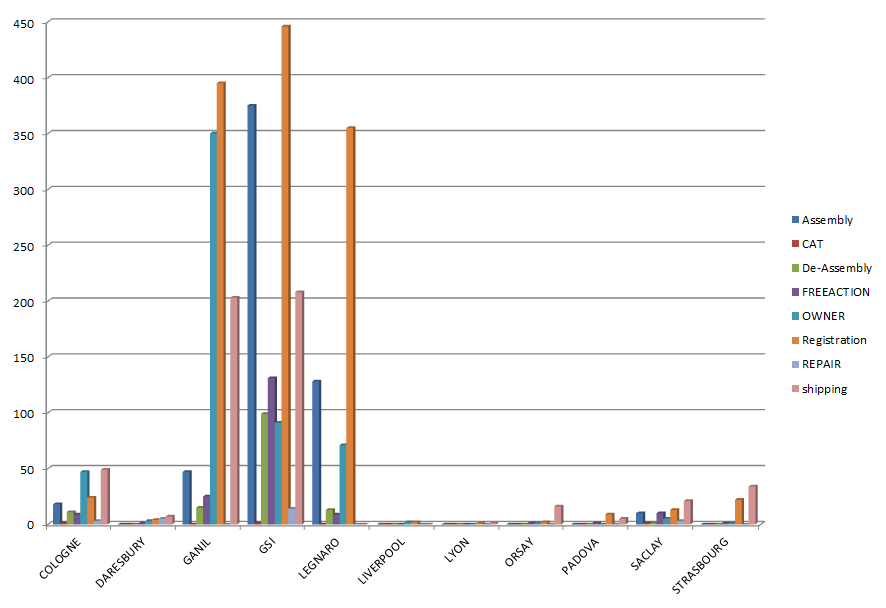 450
400
350
300
250
200
150
100
50
0
COLOGNE
DARESBURY
GANIL
GSI
LEGNARO
LIVERPOOL
LYON
ORSAY
PADOVA
SACLAY
STRASBOURG
Assembly
CAT
De-Assembly
FREEACTION
OWNER
Registration
REPAIR
shipping